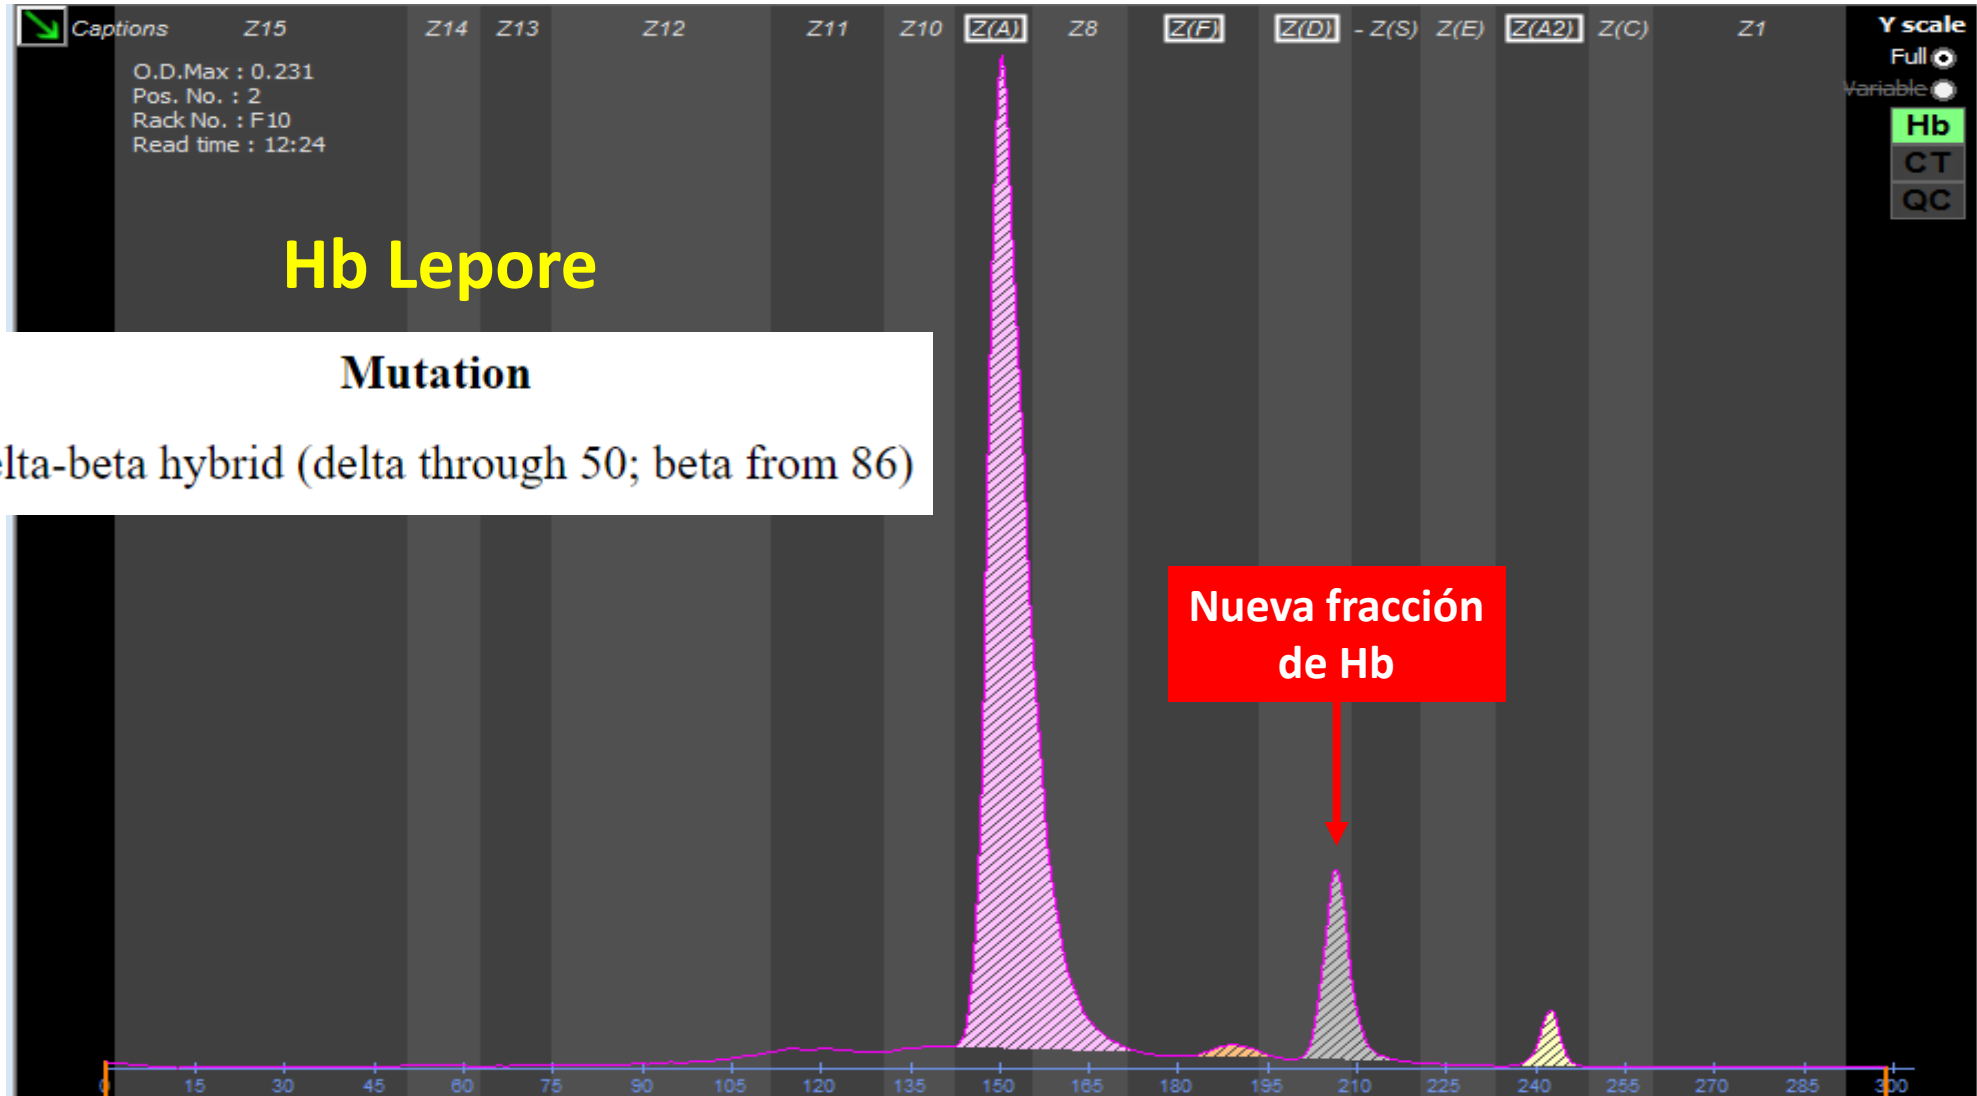 Captions Z15 Z14 Z13 Z12 Z11 Z10 Z(A) Z8 Z(F) Z(D) - Z(S) Z(E) Z(A2) Z(C) Z1 Y scale
Full
Variable
O.D.Max : 0.231
Pos. No. : 2
Rack No. : F10
Read time : 12:24
Hb
CT
QC
Hb Lepore
Mutation
elta-beta hybrid (delta through 50; beta from 86)
Nueva fracción
de Hb
0 15 30 45 60 75 90 105 120 135 150 165 180 195 210 225 240 255 270 285 300